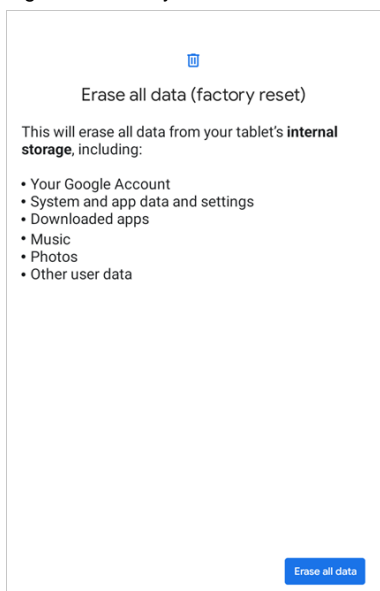 Erase all data (factory reset)
This will erase all data from your tablet's internal
storage, including:
• Your Google Account
• System and app data and settings
• Downloaded apps
• Music
• Photos
• Other user data
Erase all data